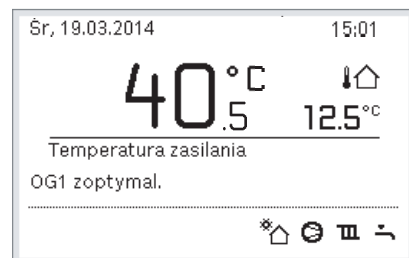 Śr, 19.03.2014 15:01
40.5 °C
12.5°C
Temperatura zasilania
OG1 zoptymal.